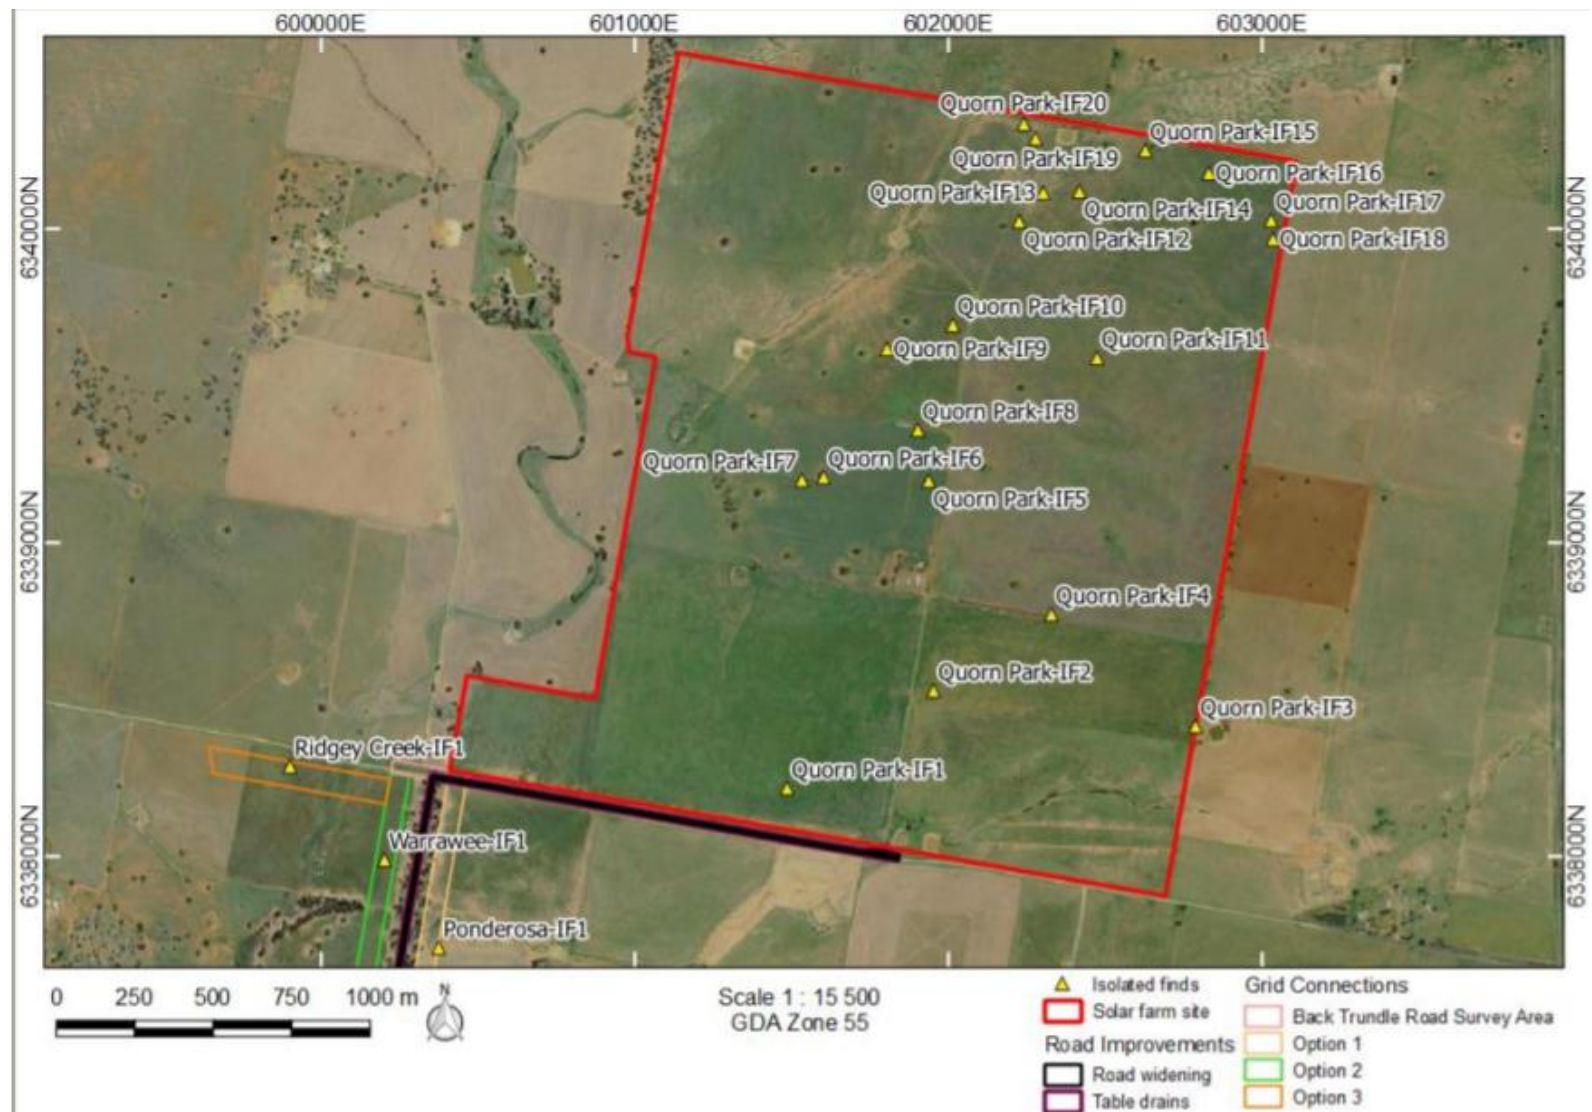 600000E 601000E 602000E 603000E
Quorn Park-IF20
Quorn Park-IF15
Quorn Park-IF19
Quorn Park-IF16
Quorn Park-IF13
Quorn Park-IF17
Quorn Park-IF14
Quorn Park-IF12
Quorn Park-IF18
6340000N 6340000N
Quorn Park-IF10
Quorn Park-IF11
Quorn Park-IF9
Quorn Park-IF8
Quorn Park-IF7
Quorn Park-IF6
Quorn Park-IF5
6339000N 6339000N
Quorn Park-IF4
Quorn Park-IF2
Quorn Park-IF3
Ridgey Creek-IF1
Quorn Park-IF1
Warrawee-IF1
6338000N 6338000N
Ponderosa-IF1
0 250 500 750 1000 m
N
Scale 1 : 15 500
GDA Zone 55
Isolated finds
Solar farm site
Road Improvements
Road widening
Table drains
Grid Connections
Back Trundle Road Survey Area
Option 1
Option 2
Option 3